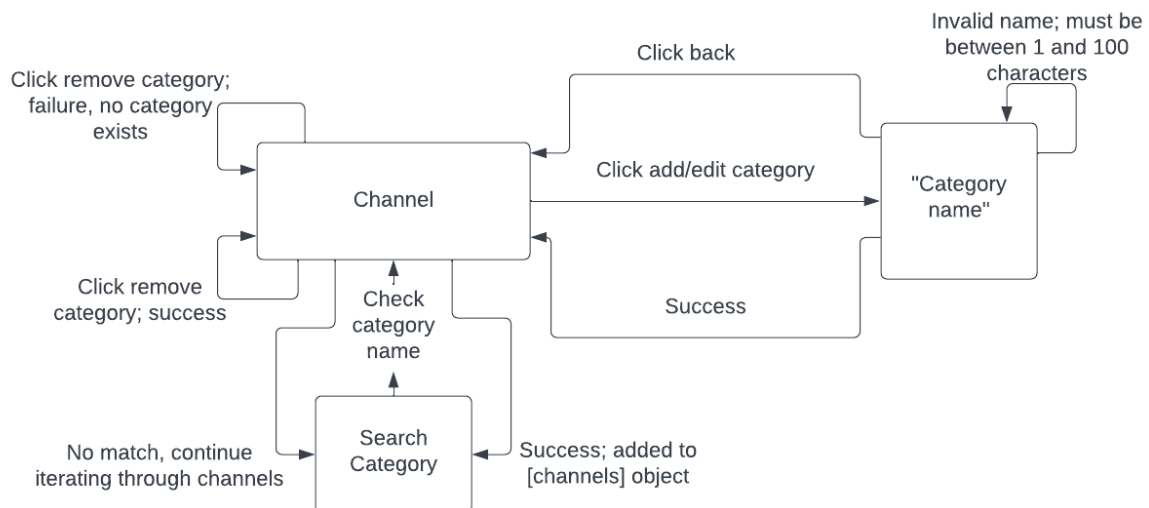 Invalid name; must be
between 1 and 100
characters
Click back
Click remove category;
failure, no category
exists
Click add/edit category
"Category
name"
Channel
Click remove
category; success
Check
category
name
Success
Search
Category
No match, continue
iterating through channels
Success; added to
[channels] object